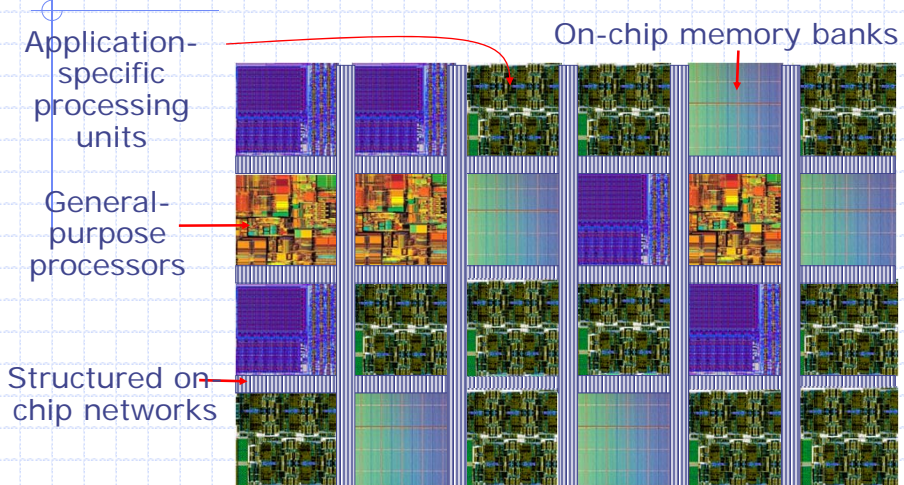 Application-
specific
processing
units
On-chip memory banks
General-
purpose
processors
Structured on
chip networks